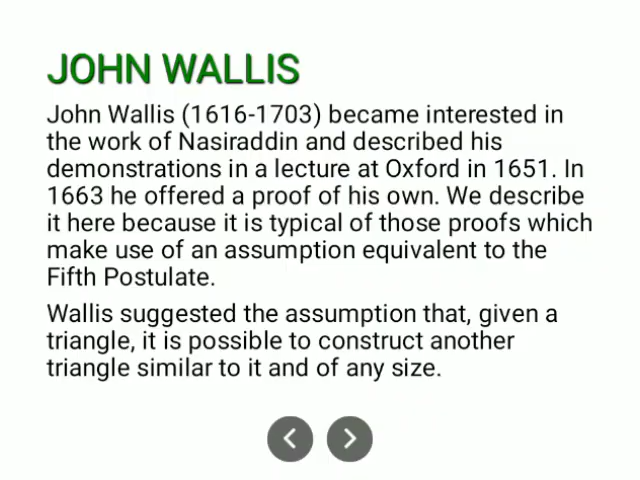 JOHN WALLIS
John Wallis (1616-1703) became interested in
the work of Nasiraddin and described his
demonstrations in a lecture at Oxford in 1651. In
1663 he offered a proof of his own. We describe
it here because it is typical of those proofs which
make use of an assumption equivalent to the
Fifth Postulate.
Wallis suggested the assumption that, given a
triangle, it is possible to construct another
triangle similar to it and of any size.